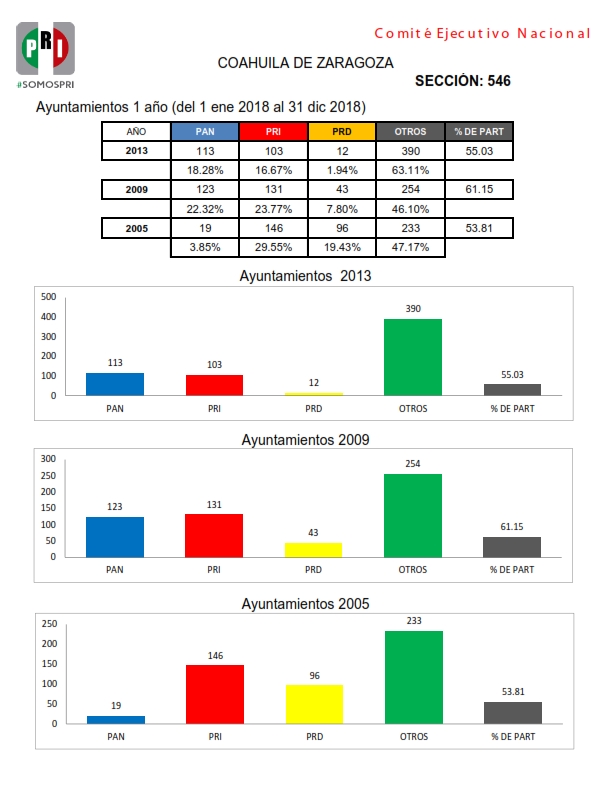 Comité Ejecutivo Nacional
PRI
#SOMOSPRI
COAHUILA DE ZARAGOZA
SECCIÓN: 546
Ayuntamientos 1 año (del 1 ene 2018 al 31 dic 2018)
AÑO PAN PRI PRD OTROS % DE PART
2013 113 103 12 390 55.03
18.28% 16.67% 1.94% 63.11%
2009 123 131 43 254 61.15
22.32% 23.77% 7.80% 46.10%
2005 19 146 96 233 53.81
3.85% 29.55% 19.43% 47.17%
Ayuntamientos 2013
500
400
300
200
100
0
113 103 12 390 55.03
PAN PRI PRD OTROS % DE PART
Ayuntamientos 2009
300
250
200
150
100
50
0
123 131 43 254 61.15
PAN PRI PRD OTROS % DE PART
Ayuntamientos 2005
250
200
150
100
50
0
19 146 96 233 53.81
PAN PRI PRD OTROS % DE PART